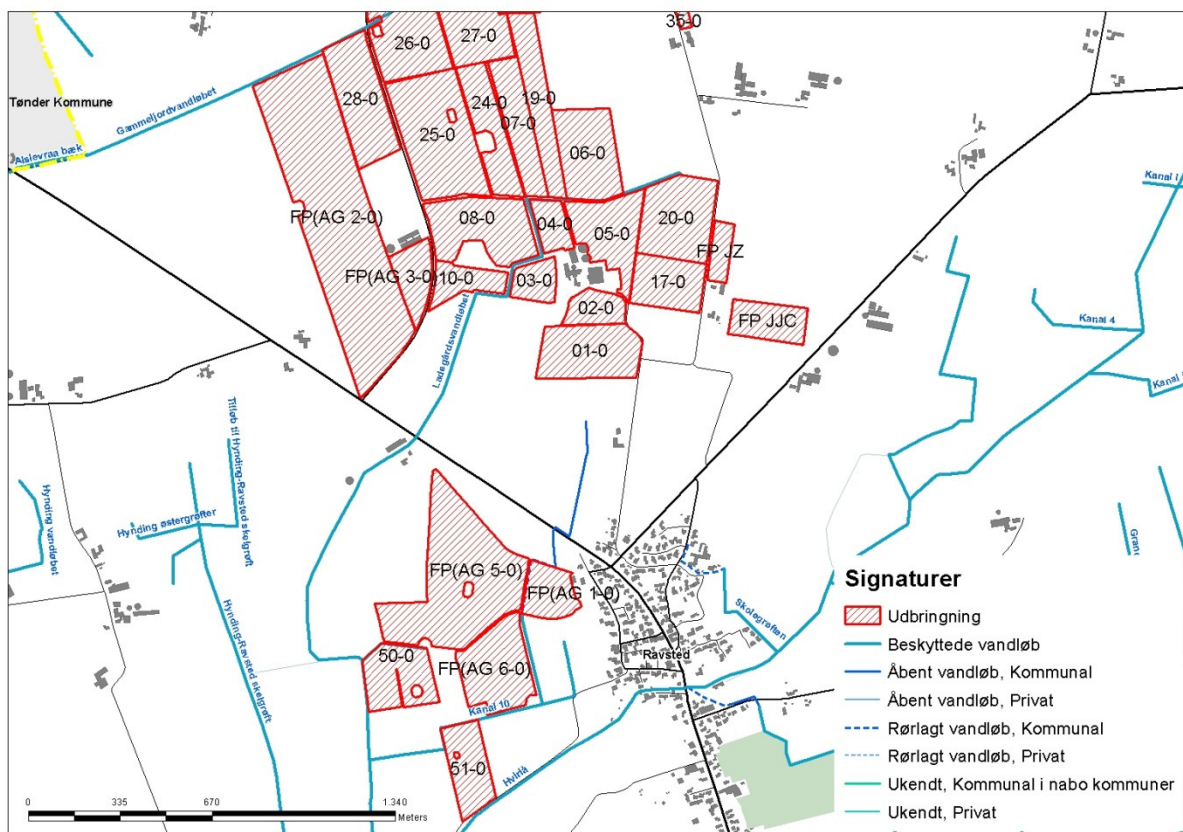 35-0
26-0
27-0
28-0
24-0
19-0
07-0
25-0
06-0
Tønder Kommune
Gammeljordvandløbet
Alslevraa bæk
FP(AG 2-0)
08-0
04-0
05-0
20-0
FP JZ
FP(AG 3-0)
10-0
03-0
17-0
02-0
FP JJC
01-0
Ladegårdsvandløbet
Kanal 4
Kanal
Tilløb til Hynding-Ravsted skelgrøft
Hynding vandløbet
Hynding østergrøfter
Hynding-Ravsted skelgrøft
FP(AG 5-0)
FP(AG 1-0)
50-0
FP(AG 6-0)
Kanal 10
51-0
Hvirlå
Ravsted
Skolegrøften
Signaturer
Udbringning
Beskyttede vandløb
Åbent vandløb, Kommunal
Åbent vandløb, Privat
Rørlagt vandløb, Kommunal
Rørlagt vandløb, Privat
Ukendt, Kommunal i nabo kommuner
Ukendt, Privat
0 335 670 1.340
Meters